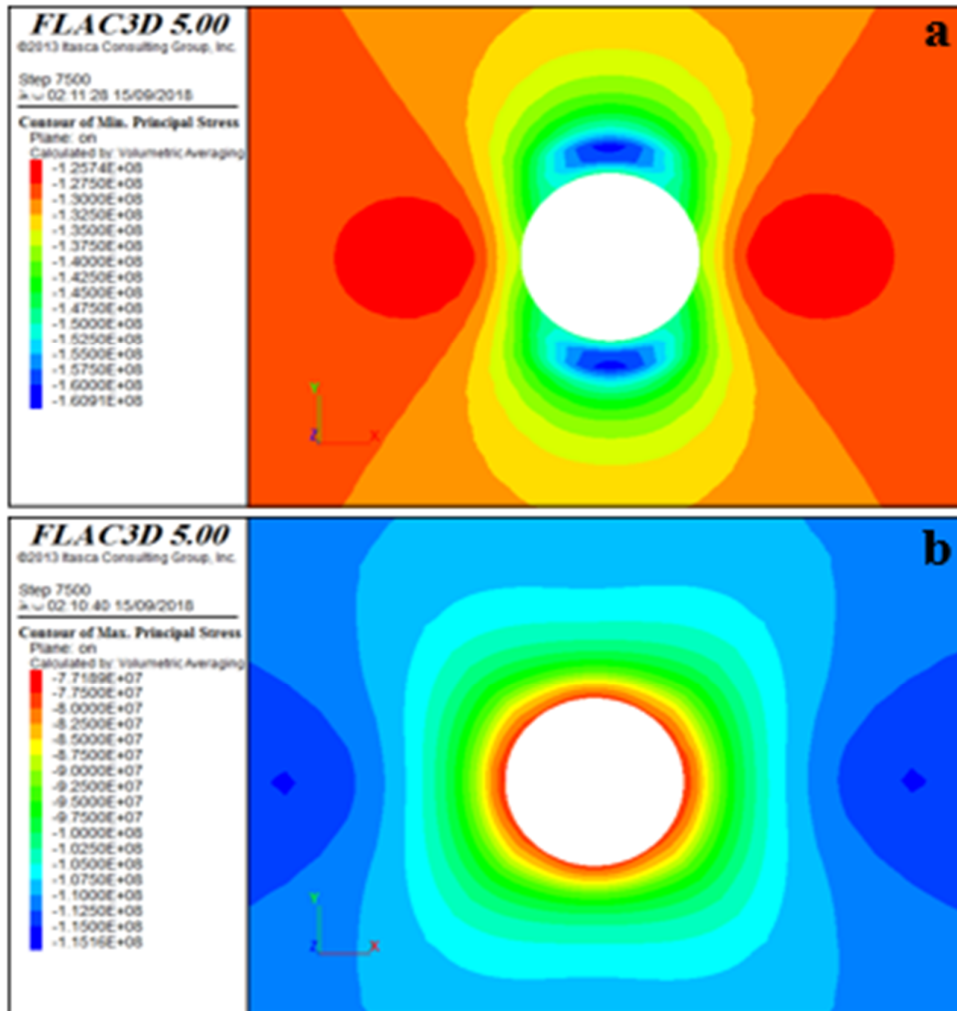 FLAC3D 5.00
©2013 Itasca Consulting Group, Inc.
Step 7500
02:11:28 15/09/2018
Contour of Min. Principal Stress
Plane: on
Calculated by: Volumetric Averaging
-1.2574E+08
-1.2750E+08
-1.3000E+08
-1.3250E+08
-1.3500E+08
-1.3750E+08
-1.4000E+08
-1.4250E+08
-1.4500E+08
-1.4750E+08
-1.5000E+08
-1.5250E+08
-1.5500E+08
-1.5750E+08
-1.6000E+08
-1.6091E+08
a
Y
Z
X
FLAC3D 5.00
©2013 Itasca Consulting Group, Inc.
Step 7500
02:10:40 15/09/2018
Contour of Max. Principal Stress
Plane: on
Calculated by: Volumetric Averaging
-7.7189E+07
-7.7500E+07
-8.0000E+07
-8.2500E+07
-8.5000E+07
-8.7500E+07
-9.0000E+07
-9.2500E+07
-9.5000E+07
-9.7500E+07
-1.0000E+08
-1.0250E+08
-1.0500E+08
-1.0750E+08
-1.1000E+08
-1.1250E+08
-1.1500E+08
-1.1516E+08
b
Y
Z
X